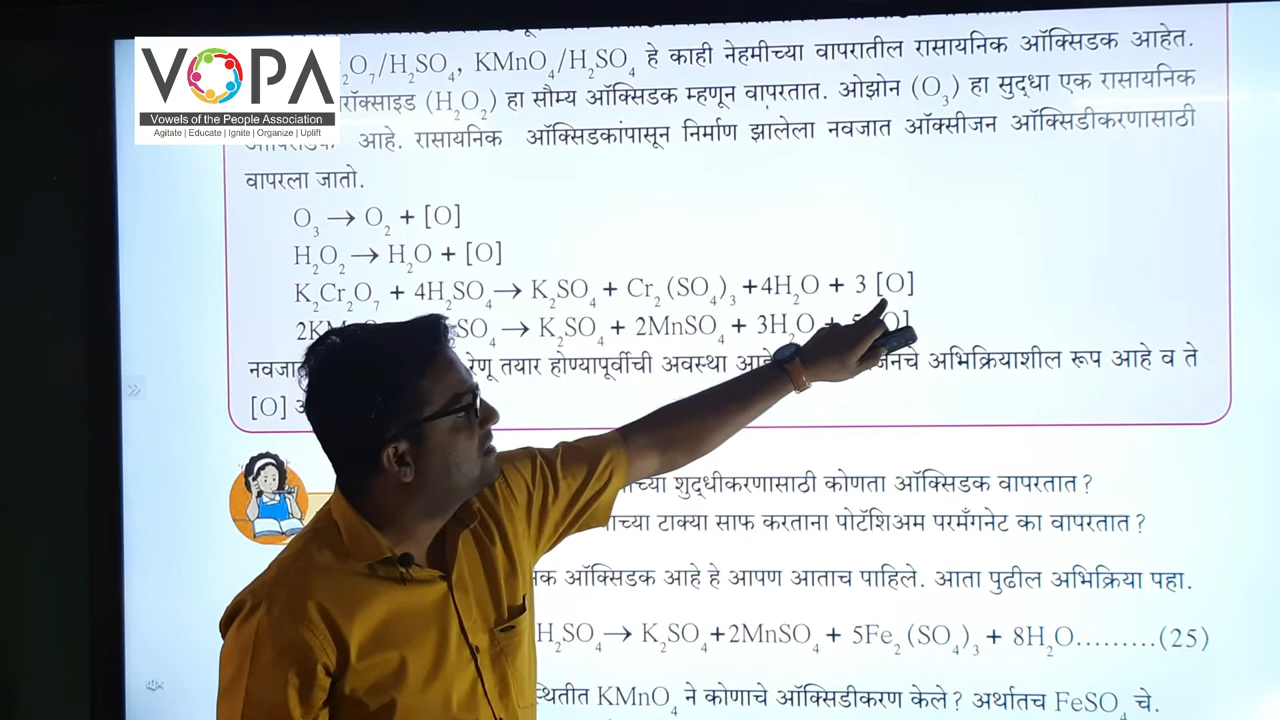 VOPA
Vowels of the People Association
Agitate | Educate | Ignite | Organize | Uplift
O₇/H₂SO₄, KMnO₄/H₂SO₄ हे काही नेहमीच्या वापरातील रासायनिक ऑक्सिडक आहेत.
(H₂O₂) हा सौम्य ऑक्सिडक म्हणून वापरतात. ओझोन (O₃) हा सुद्धा एक रासायनिक
आहे. रासायनिक ऑक्सिडकांपासून निर्माण झालेला नवजात ऑक्सीजन ऑक्सिडीकरणासाठी
वापरला जातो.
O₃ → O₂ + [O]
H₂O₂ → H₂O + [O]
K₂Cr₂O₇ + 4H₂SO₄ → K₂SO₄ + Cr₂(SO₄)₃ +4H₂O + 3 [O]
SO₄ → K₂SO₄ + 2MnSO₄ + 3H₂O + O]
रेणू तयार होण्यापूर्वीची अवस्था अभिक्रियाशील रूप आहे व ते
[O]
शुद्धीकरणासाठी कोणता ऑक्सिडक वापरतात ?
टाक्या साफ करताना पोटॅशिअम परमँगनेट का वापरतात ?
ऑक्सिडक आहे हे आपण आताच पाहिले. आता पुढील अभिक्रिया पहा.
H₂SO₄ → K₂SO₄+2MnSO₄ + 5Fe₂(SO₄)₃ + 8H₂O.........(25)
KMnO₄ ने कोणाचे ऑक्सिडीकरण केले ? अर्थातच FeSO₄ चे.